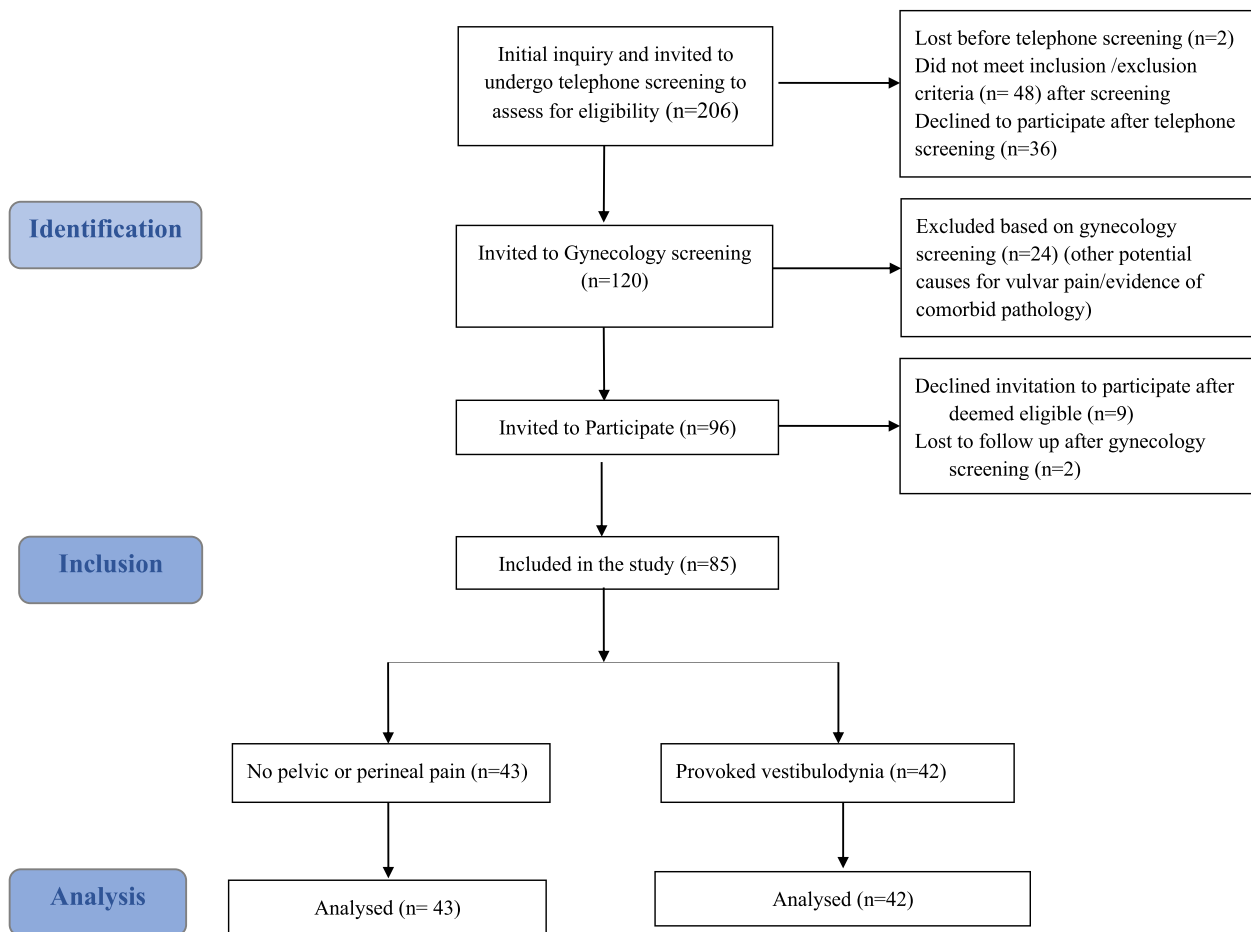 Initial inquiry and invited to
undergo telephone screening to
assess for eligibility (n=206)
Lost before telephone screening (n=2)
Did not meet inclusion /exclusion
criteria (n= 48) after screening
Declined to participate after telephone
screening (n=36)
Identification
Invited to Gynecology screening
(n=120)
Excluded based on gynecology
screening (n=24) (other potential
causes for vulvar pain/evidence of
comorbid pathology)
Invited to Participate (n=96)
Declined invitation to participate after
deemed eligible (n=9)
Lost to follow up after gynecology
screening (n=2)
Inclusion
Included in the study (n=85)
No pelvic or perineal pain (n=43)
Provoked vestibulodynia (n=42)
Analysis
Analysed (n= 43)
Analysed (n=42)